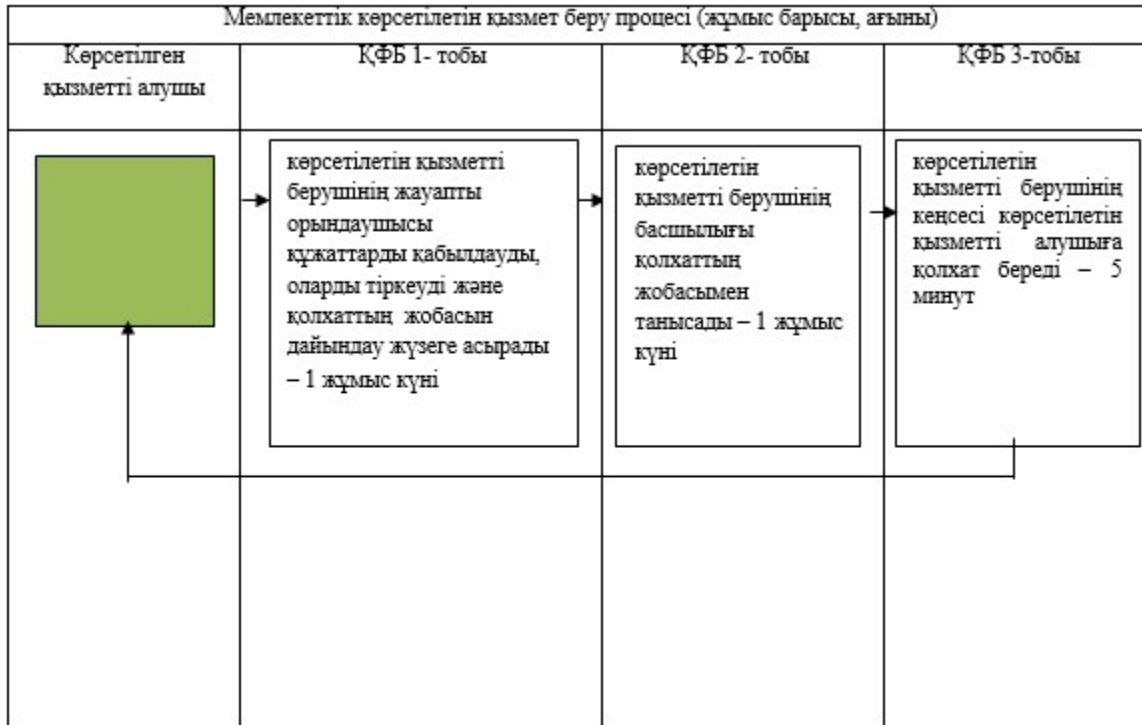 Мемлекеттік көрсетілетін қызмет беру процесі (жұмыс барысы, ағыны)
Көрсетілген
қызметті алушы
ҚФБ 1- тобы
ҚФБ 2- тобы
ҚФБ 3-тобы
көрсетілетін қызметті
берушінің жауапты
орындаушысы
құжаттарды қабылдауды,
оларды тіркеуді және
қолхаттың жобасын
дайындау жүзеге асырады
– 1 жұмыс күні
көрсетілетін
қызметті берушінің
басшылығы
қолхаттың
жобасымен
танысады – 1 жұмыс
күні
көрсетілетін
қызметті берушінің
кеңсесі көрсетілетін
қызметті алушыға
қолхат береді – 5
минут